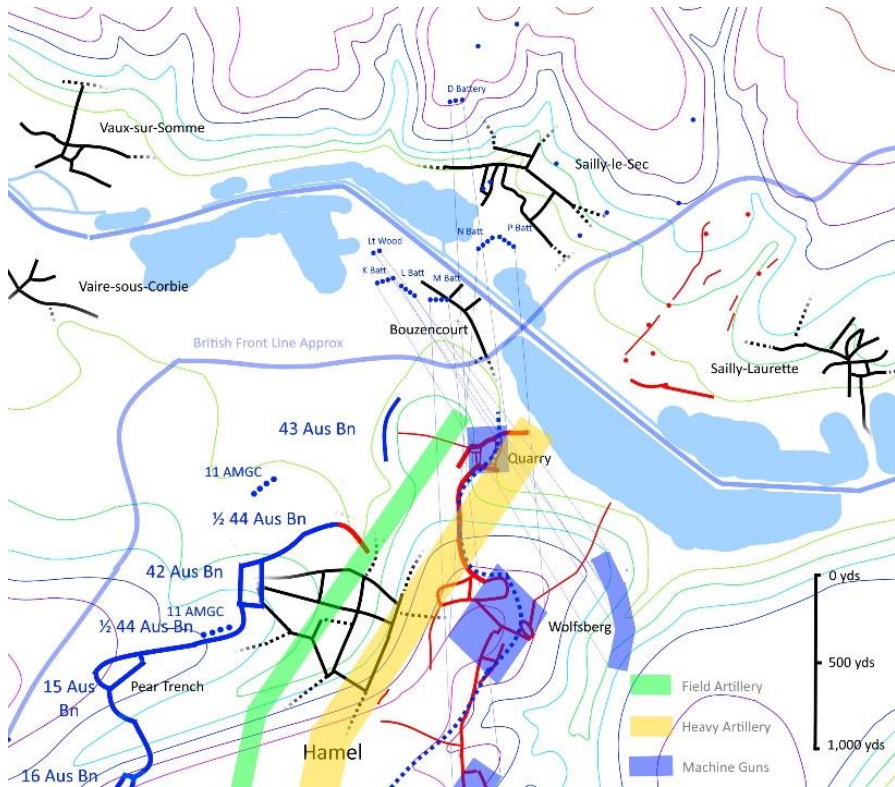 D Battery
Vaux-sur-Somme
Sailly-le-Sec
N Batt
P Batt
Lt Wood
K Batt
L Batt
M Batt
Vaire-sous-Corbie
Bouzencourt
British Front Line Approx
Sailly-Laurette
43 Aus Bn
Quarry
11 AMGC
½ 44 Aus Bn
42 Aus Bn
0 yds
11 AMGC
½ 44 Aus Bn
Wolfsberg
500 yds
15 Aus
Bn
Pear Trench
Field Artillery
Heavy Artillery
Hamel
1,000 yds
Machine Guns
16 Aus Bn